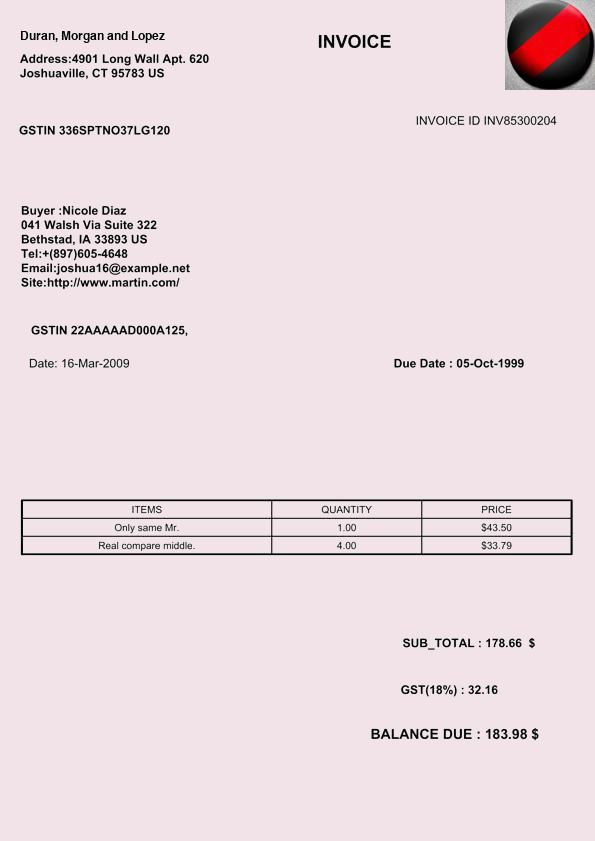 Duran, Morgan and Lopez
INVOICE
Address:4901 Long Wall Apt. 620
Joshuaville, CT 95783 US
INVOICE ID INV85300204
GSTIN 336SPTNO37LG120
Buyer :Nicole Diaz
041 Walsh Via Suite 322
Bethstad, IA 33893 US
Tel:+(897)605-4648
Email:joshua16@example.net
Site:http://www.martin.com/
GSTIN 22AAAAAD000A125,
Date: 16-Mar-2009 Due Date : 05-Oct-1999
ITEMS QUANTITY PRICE
Only same Mr. 1.00 $43.50
Real compare middle. 4.00 $33.79
SUB_TOTAL : 178.66 $
GST(18%) : 32.16
BALANCE DUE : 183.98 $